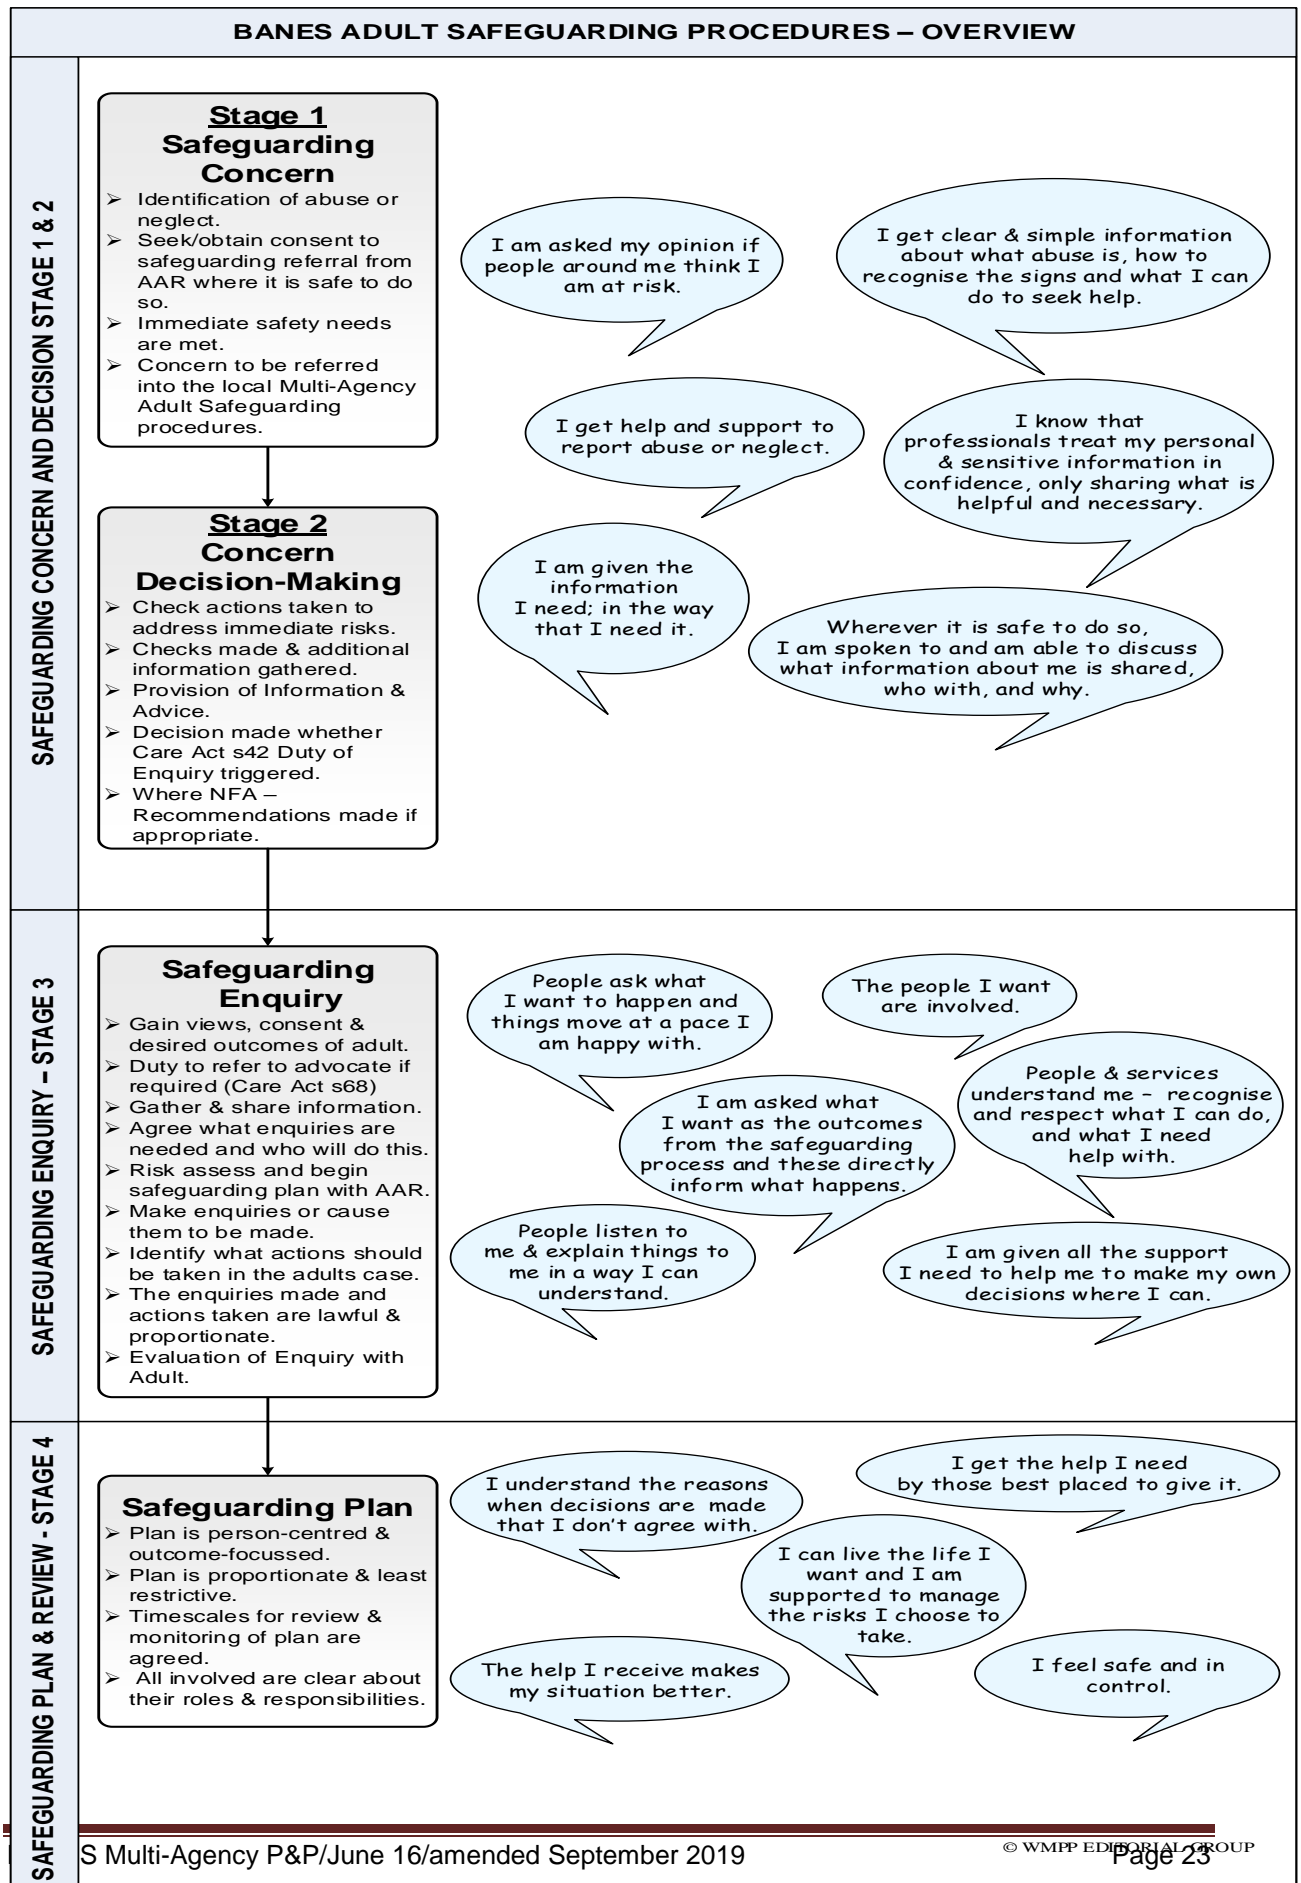 BANES ADULT SAFEGUARDING PROCEDURES – OVERVIEW
SAFEGUARDING CONCERN AND DECISION STAGE 1 & 2
Stage 1
Safeguarding
Concern
➢ Identification of abuse or
neglect.
➢ Seek/obtain consent to
safeguarding referral from
AAR where it is safe to do
so.
➢ Immediate safety needs
are met.
➢ Concern to be referred
into the local Multi-Agency
Adult Safeguarding
procedures.
I am asked my opinion if
people around me think I
am at risk.
I get clear & simple information
about what abuse is, how to
recognise the signs and what I can
do to seek help.
I get help and support to
report abuse or neglect.
I know that
professionals treat my personal
& sensitive information in
confidence, only sharing what is
helpful and necessary.
Stage 2
Concern
Decision-Making
➢ Check actions taken to
address immediate risks.
➢ Checks made & additional
information gathered.
➢ Provision of Information &
Advice.
➢ Decision made whether
Care Act s42 Duty of
Enquiry triggered.
➢ Where NFA –
Recommendations made if
appropriate.
I am given the
information
I need; in the way
that I need it.
Wherever it is safe to do so,
I am spoken to and am able to discuss
what information about me is shared,
who with, and why.
SAFEGUARDING ENQUIRY – STAGE 3
Safeguarding
Enquiry
➢ Gain views, consent &
desired outcomes of adult.
➢ Duty to refer to advocate if
required (Care Act s68)
➢ Gather & share information.
➢ Agree what enquiries are
needed and who will do this.
➢ Risk assess and begin
safeguarding plan with AAR.
➢ Make enquiries or cause
them to be made.
➢ Identify what actions should
be taken in the adults case.
➢ The enquiries made and
actions taken are lawful &
proportionate.
➢ Evaluation of Enquiry with
Adult.
People ask what
I want to happen and
things move at a pace I
am happy with.
The people I want
are involved.
People & services
understand me – recognise
and respect what I can do,
and what I need
help with.
I am asked what
I want as the outcomes
from the safeguarding
process and these directly
inform what happens.
People listen to
me & explain things to
me in a way I can
understand.
I am given all the support
I need to help me to make my own
decisions where I can.
SAFEGUARDING PLAN & REVIEW - STAGE 4
Safeguarding Plan
➢ Plan is person-centred &
outcome-focussed.
➢ Plan is proportionate & least
restrictive.
➢ Timescales for review &
monitoring of plan are
agreed.
➢ All involved are clear about
their roles & responsibilities.
I understand the reasons
when decisions are made
that I don't agree with.
I get the help I need
by those best placed to give it.
I can live the life I
want and I am
supported to manage
the risks I choose to
take.
The help I receive makes
my situation better.
I feel safe and in
control.
S Multi-Agency P&P/June 16/amended September 2019
© WMPP EDITORIAL GROUP
Page 23